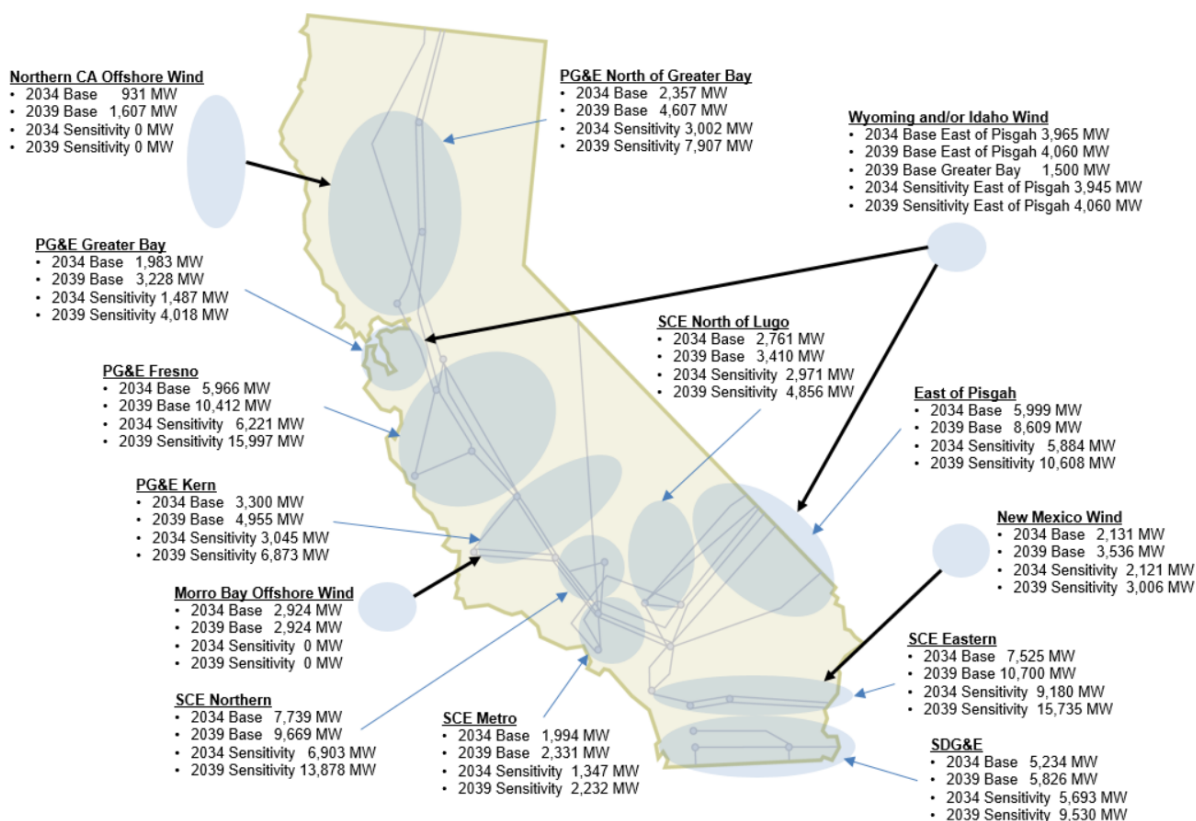 Northern CA Offshore Wind
• 2034 Base 931 MW
• 2039 Base 1,607 MW
• 2034 Sensitivity 0 MW
• 2039 Sensitivity 0 MW
PG&E North of Greater Bay
• 2034 Base 2,357 MW
• 2039 Base 4,607 MW
• 2034 Sensitivity 3,002 MW
• 2039 Sensitivity 7,907 MW
Wyoming and/or Idaho Wind
• 2034 Base East of Pisgah 3,965 MW
• 2039 Base East of Pisgah 4,060 MW
• 2039 Base Greater Bay 1,500 MW
• 2034 Sensitivity East of Pisgah 3,945 MW
• 2039 Sensitivity East of Pisgah 4,060 MW
PG&E Greater Bay
• 2034 Base 1,983 MW
• 2039 Base 3,228 MW
• 2034 Sensitivity 1,487 MW
• 2039 Sensitivity 4,018 MW
SCE North of Lugo
• 2034 Base 2,761 MW
• 2039 Base 3,410 MW
• 2034 Sensitivity 2,971 MW
• 2039 Sensitivity 4,856 MW
PG&E Fresno
• 2034 Base 5,966 MW
• 2039 Base 10,412 MW
• 2034 Sensitivity 6,221 MW
• 2039 Sensitivity 15,997 MW
East of Pisgah
• 2034 Base 5,999 MW
• 2039 Base 8,609 MW
• 2034 Sensitivity 5,884 MW
• 2039 Sensitivity 10,608 MW
PG&E Kern
• 2034 Base 3,300 MW
• 2039 Base 4,955 MW
• 2034 Sensitivity 3,045 MW
• 2039 Sensitivity 6,873 MW
New Mexico Wind
• 2034 Base 2,131 MW
• 2039 Base 3,536 MW
• 2034 Sensitivity 2,121 MW
• 2039 Sensitivity 3,006 MW
Morro Bay Offshore Wind
• 2034 Base 2,924 MW
• 2039 Base 2,924 MW
• 2034 Sensitivity 0 MW
• 2039 Sensitivity 0 MW
SCE Eastern
• 2034 Base 7,525 MW
• 2039 Base 10,700 MW
• 2034 Sensitivity 9,180 MW
• 2039 Sensitivity 15,735 MW
SCE Northern
• 2034 Base 7,739 MW
• 2039 Base 9,669 MW
• 2034 Sensitivity 6,903 MW
• 2039 Sensitivity 13,878 MW
SCE Metro
• 2034 Base 1,994 MW
• 2039 Base 2,331 MW
• 2034 Sensitivity 1,347 MW
• 2039 Sensitivity 2,232 MW
SDG&E
• 2034 Base 5,234 MW
• 2039 Base 5,826 MW
• 2034 Sensitivity 5,693 MW
• 2039 Sensitivity 9,530 MW